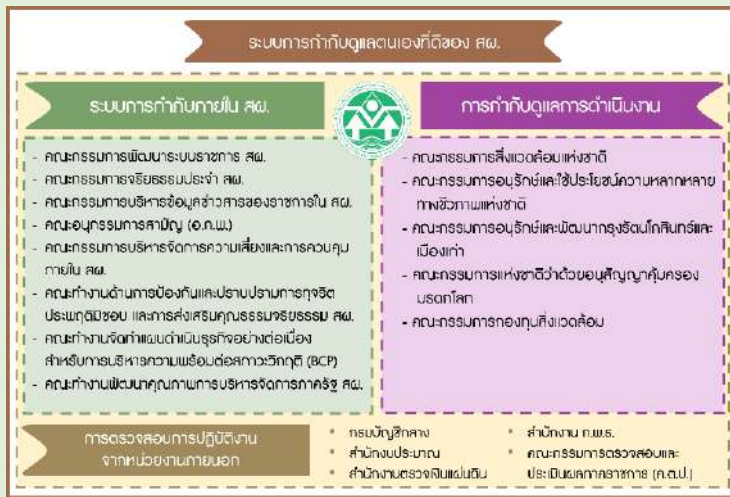 ระบบการกำกับดูแลตนเองที่ดีของ สผ.
ระบบการกำกับภายใน สผ.
- คณะกรรมการพัฒนาระบบราชการ สผ.
- คณะกรรมการจริยธรรมประจำ สผ.
- คณะกรรมการบริหารข้อมูลข่าวสารของราชการใน สผ.
- คณะอนุกรรมการสามัญ (อ.ก.พ.)
- คณะกรรมการบริหารจัดการความเสี่ยงและการควบคุม
ภายใน สผ.
- คณะทำงานด้านการป้องกันและปราบปรามการทุจริต
ประพฤติมิชอบ และการส่งเสริมคุณธรรมจริยธรรม สผ.
- คณะทำงานจัดทำแผนดำเนินธุรกิจอย่างต่อเนื่อง
สำหรับการบริหารความพร้อมต่อสภาวะวิกฤติ (BCP)
- คณะทำงานพัฒนาคุณภาพการบริหารจัดการภาครัฐ สผ.
การกำกับดูแลการดำเนินงาน
- คณะกรรมการสิ่งแวดล้อมแห่งชาติ
- คณะกรรมการอนุรักษ์และใช้ประโยชน์ความหลากหลาย
ทางชีวภาพแห่งชาติ
- คณะกรรมการอนุรักษ์และพัฒนากรุงรัตนโกสินทร์และ
เมืองเก่า
- คณะกรรมการแห่งชาติว่าด้วยอนุสัญญาคุ้มครอง
มรดกโลก
- คณะกรรมการกองทุนสิ่งแวดล้อม
การตรวจสอบการปฏิบัติงาน
จากหน่วยงานภายนอก
• กรมบัญชีกลาง
• สำนักงบประมาณ
• สำนักงานตรวจเงินแผ่นดิน
• สำนักงาน ก.พ.ร.
• คณะกรรมการตรวจสอบและ
ประเมินผลภาคราชการ (ค.ต.ป.)